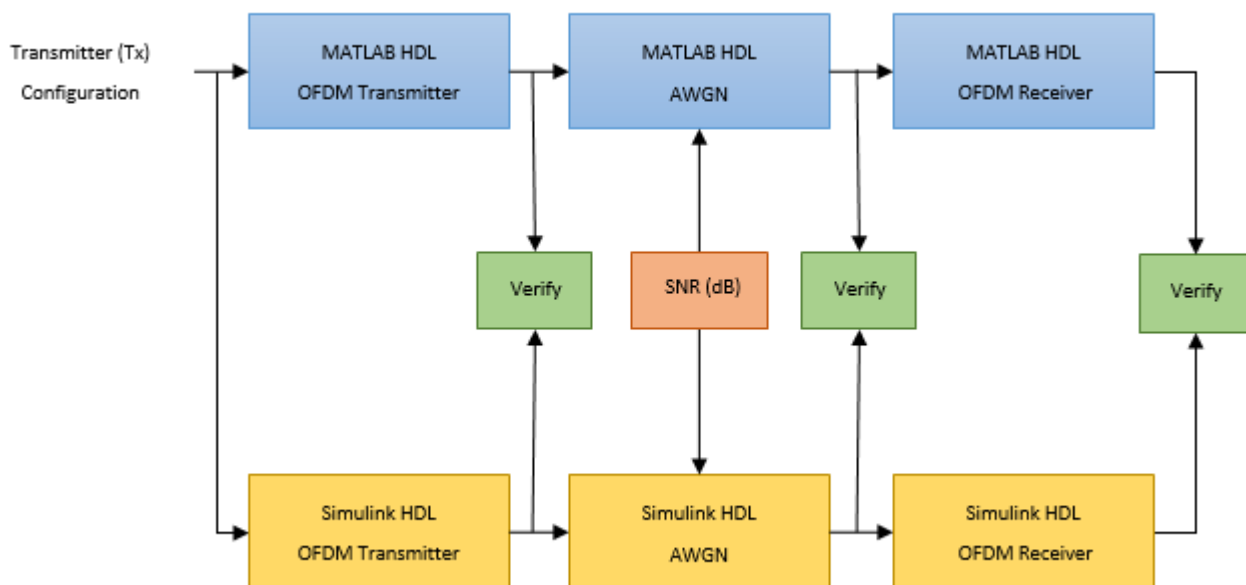 Transmitter (Tx)
Configuration
MATLAB HDL
OFDM Transmitter
MATLAB HDL
AWGN
MATLAB HDL
OFDM Receiver
Verify
SNR (dB)
Verify
Verify
Simulink HDL
OFDM Transmitter
Simulink HDL
AWGN
Simulink HDL
OFDM Receiver